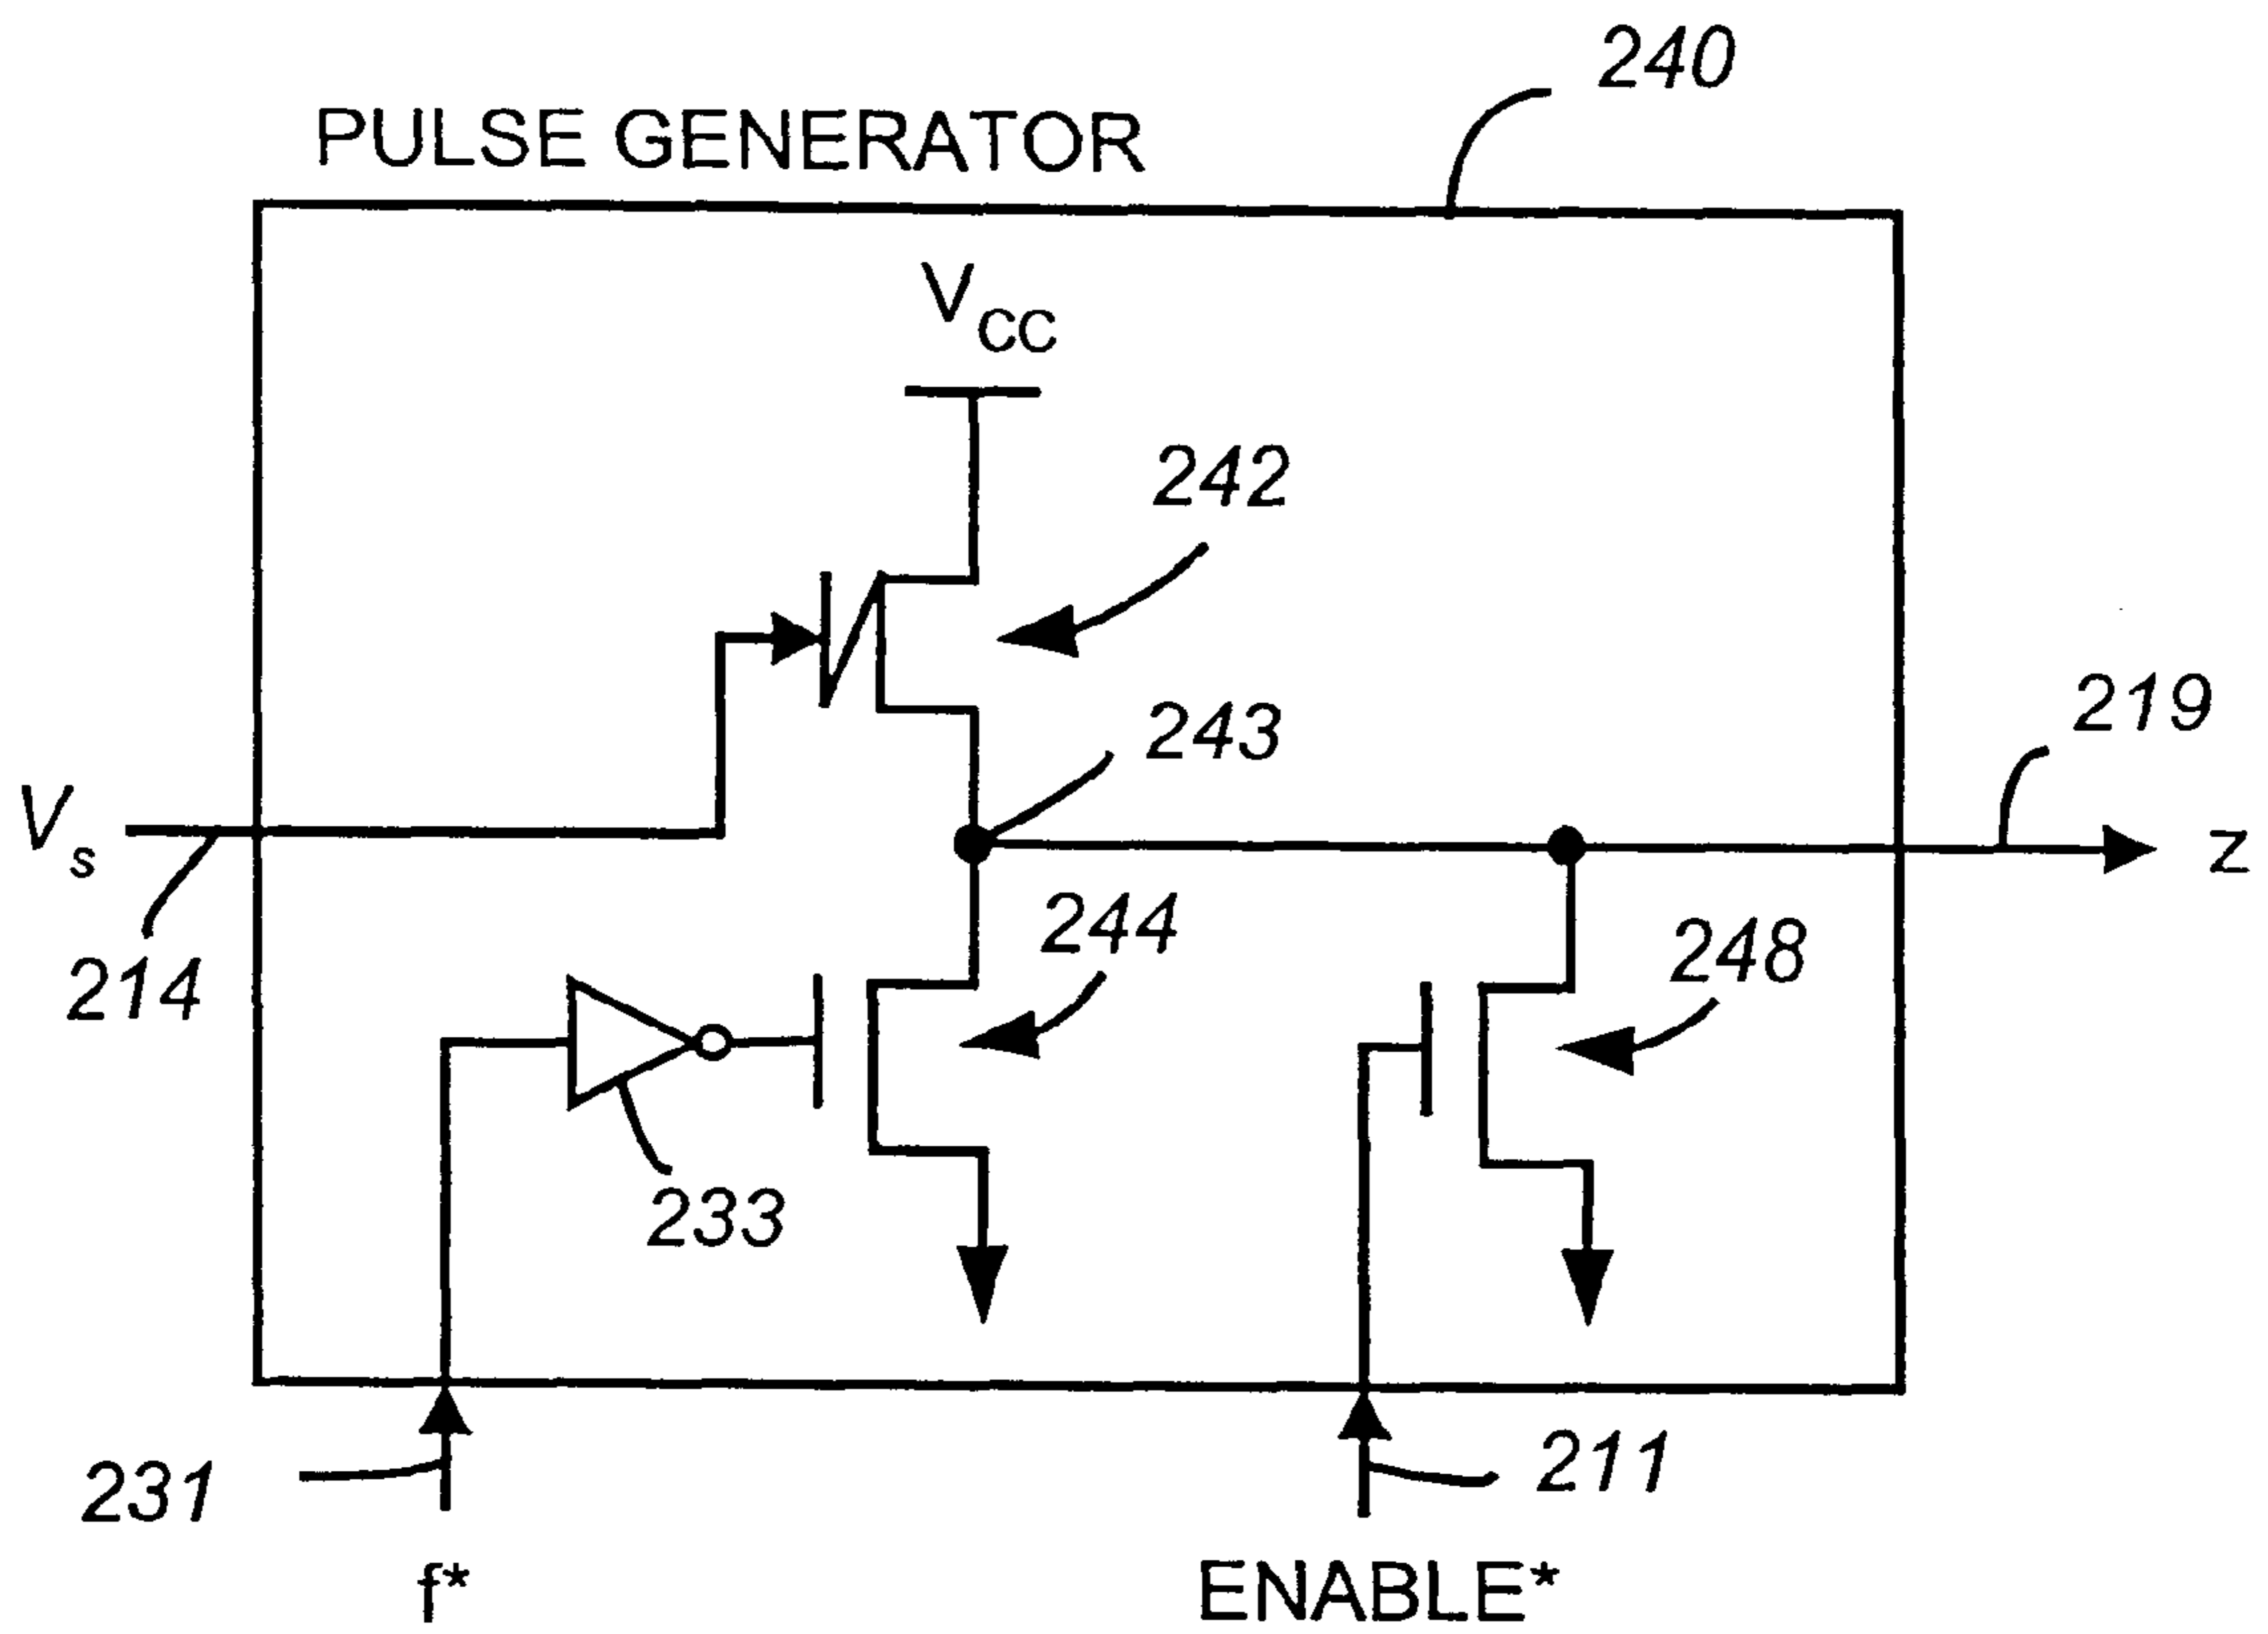 240
PULSE GENERATOR
VCC
242
243
219
Vs
z
214
244
248
233
231
211
f*
ENABLE*